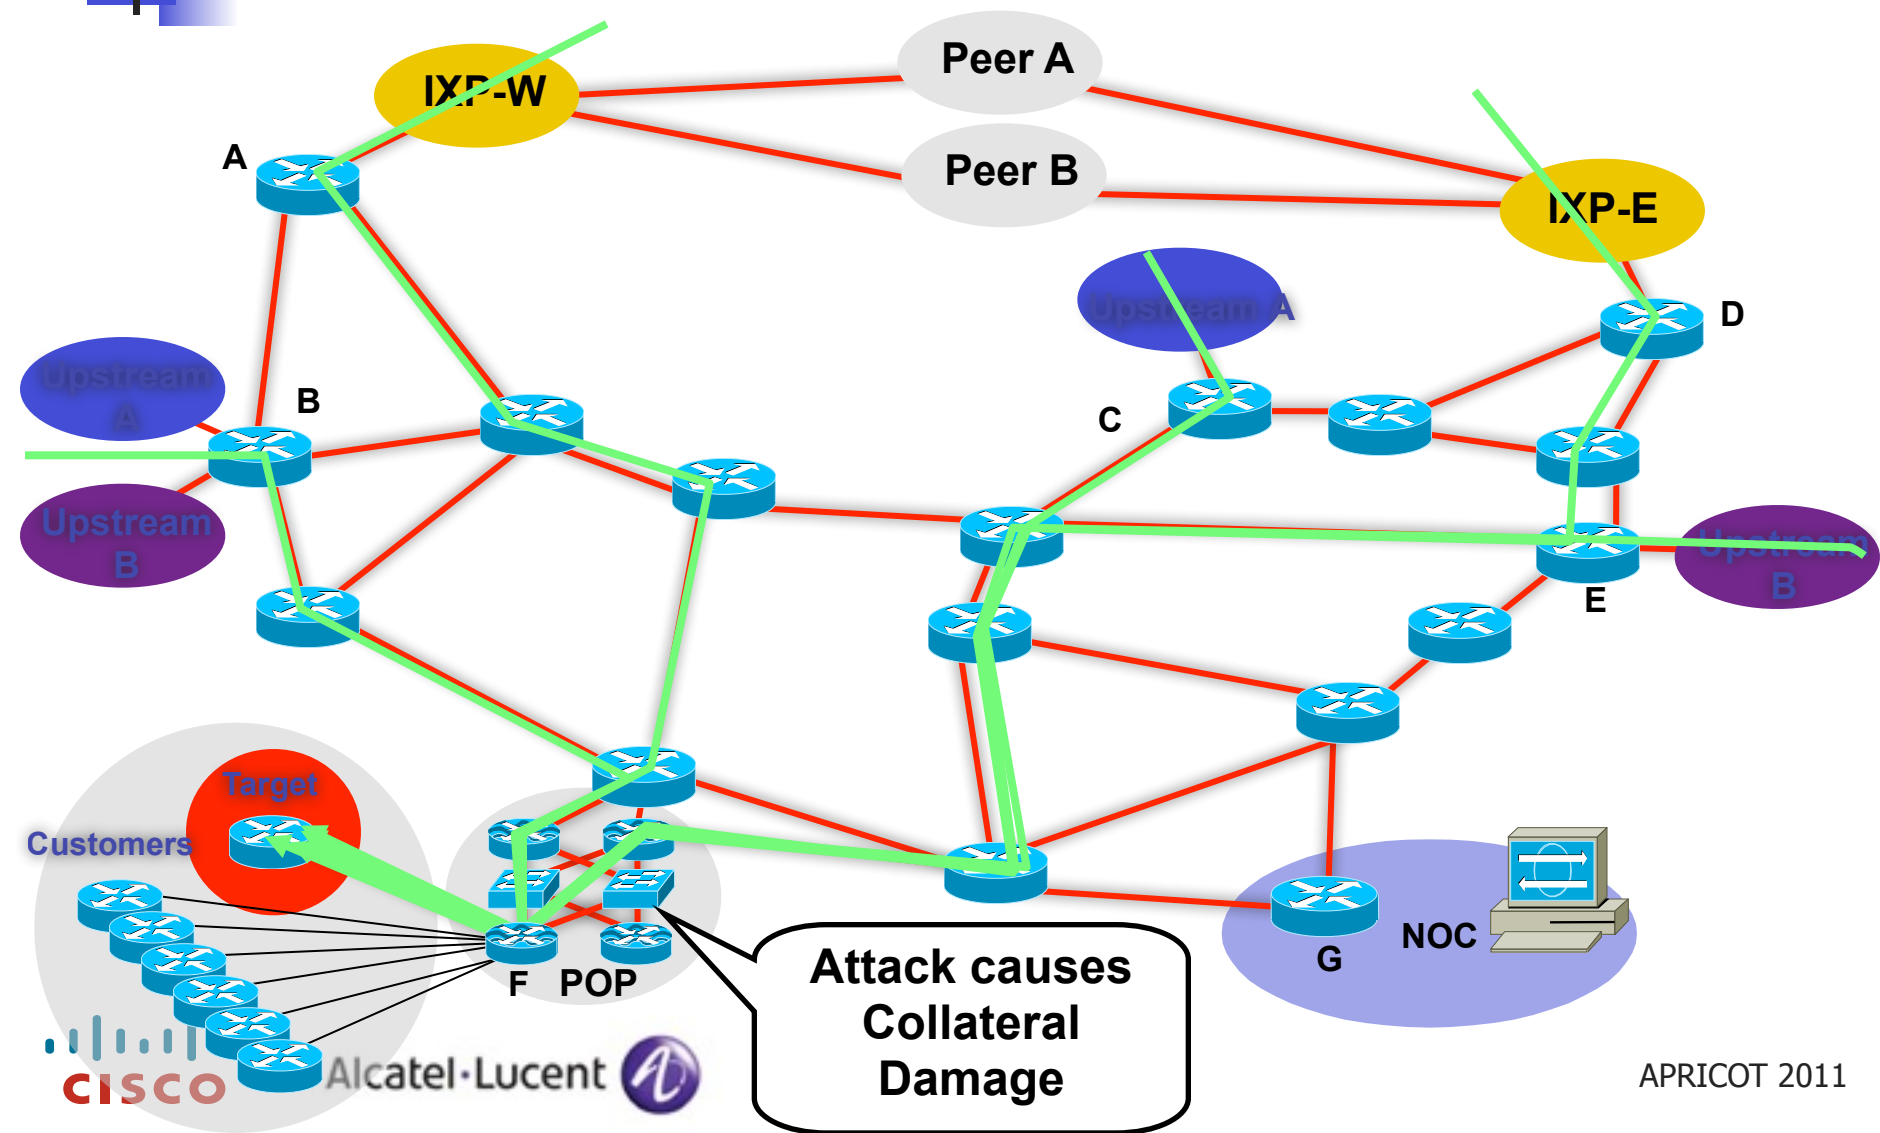 IXP-W
Peer A
Peer B
IXP-E
A
D
Upstream A
Upstream
A
B
C
Upstream
B
Upstream
B
E
Target
Customers
F
POP
G
NOC
Attack causes
Collateral
Damage
CISCO
Alcatel·Lucent
APRICOT 2011